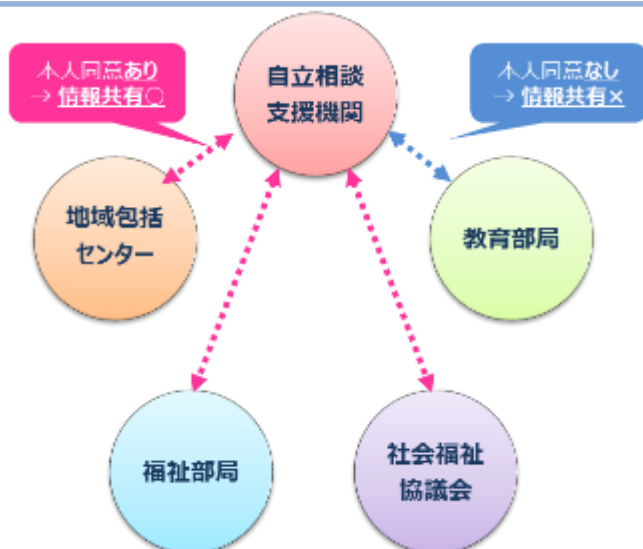 本人同意あり
→ 情報共有○
自立相談
支援機関
本人同意なし
→ 情報共有×
地域包括
センター
教育部局
福祉部局
社会福祉
協議会